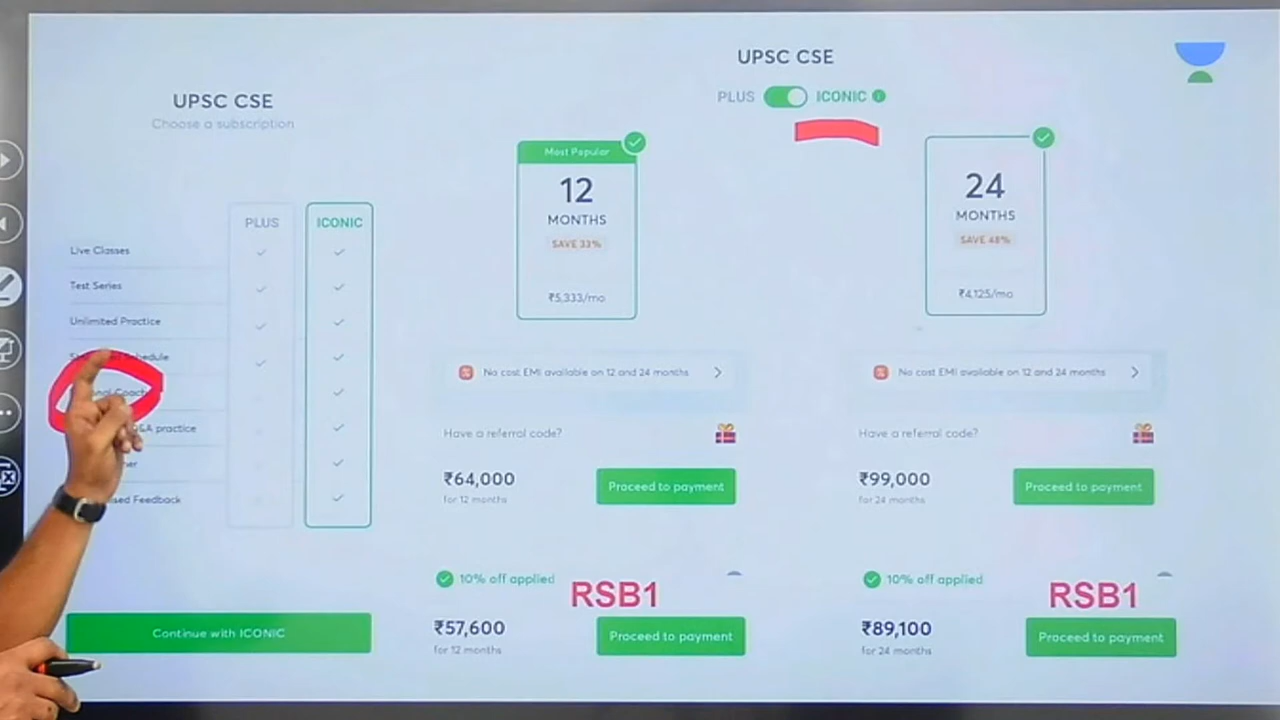 UPSC CSE
Choose a subscription
PLUS ICONIC
Live Classes
Test Series
Unlimited Practice
Schedule
Coach
Q&A practice
Feedback
Continue with ICONIC
UPSC CSE
PLUS ICONIC
Most Popular
12
MONTHS
SAVE 33%
₹5,333/mo
No cost EMI available on 12 and 24 months
Have a referral code?
₹64,000
for 12 months
Proceed to payment
10% off applied
RSB1
₹57,600
for 12 months
Proceed to payment
24
MONTHS
SAVE 48%
₹4,125/mo
No cost EMI available on 12 and 24 months
Have a referral code?
₹99,000
for 24 months
Proceed to payment
10% off applied
RSB1
₹89,100
for 24 months
Proceed to payment